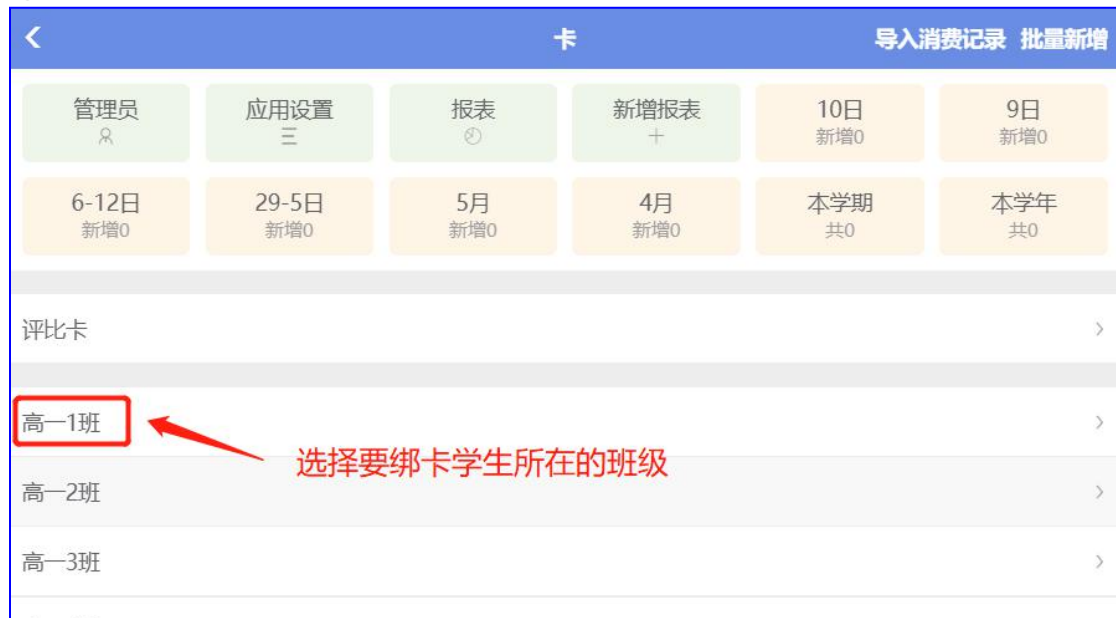 卡 导入消费记录 批量新增
管理员 应用设置 报表 新增报表 10日 9日
新增0 新增0
6-12日 29-5日 5月 4月 本学期 本学年
新增0 新增0 新增0 新增0 共0 共0
评比卡
高一1班
选择要绑卡学生所在的班级
高一2班
高一3班